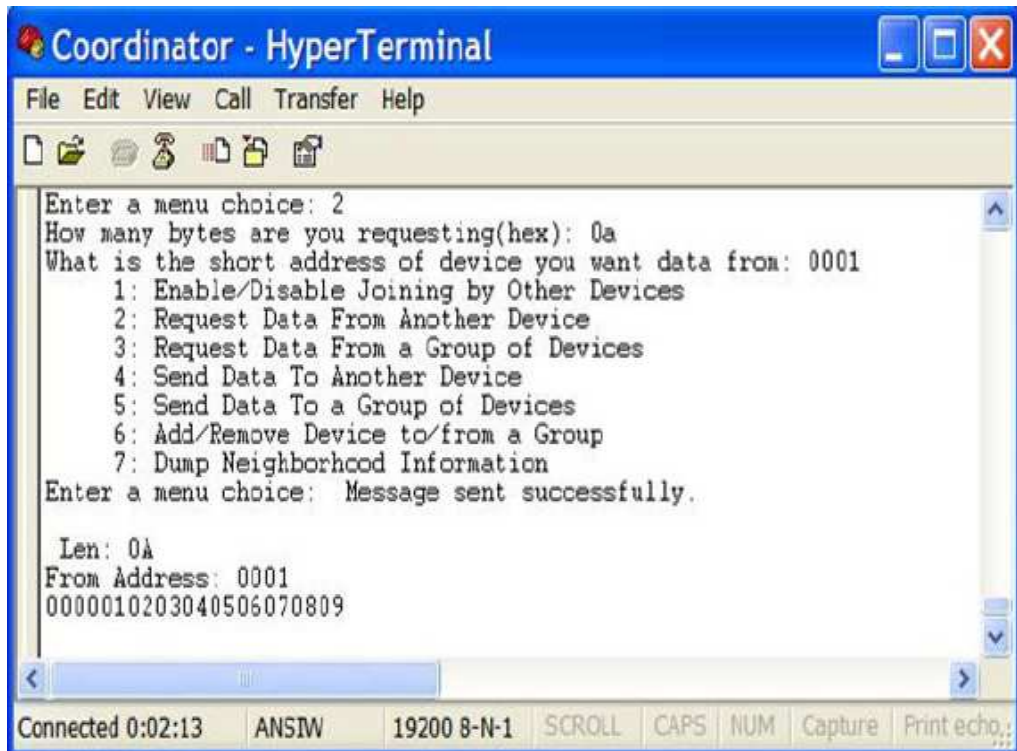 Coordinator - HyperTerminal
File Edit View Call Transfer Help
Enter a menu choice: 2
How many bytes are you requesting(hex): 0a
What is the short address of device you want data from: 0001
1: Enable/Disable Joining by Other Devices
2: Request Data From Another Device
3: Request Data From a Group of Devices
4: Send Data To Another Device
5: Send Data To a Group of Devices
6: Add/Remove Device to/from a Group
7: Dump Neighborhood Information
Enter a menu choice: Message sent successfully.
Len: 0A
From Address: 0001
0000010203040506070809
Connected 0:02:13 ANSIW 19200 8-N-1 SCROLL CAPS NUM Capture Print echo